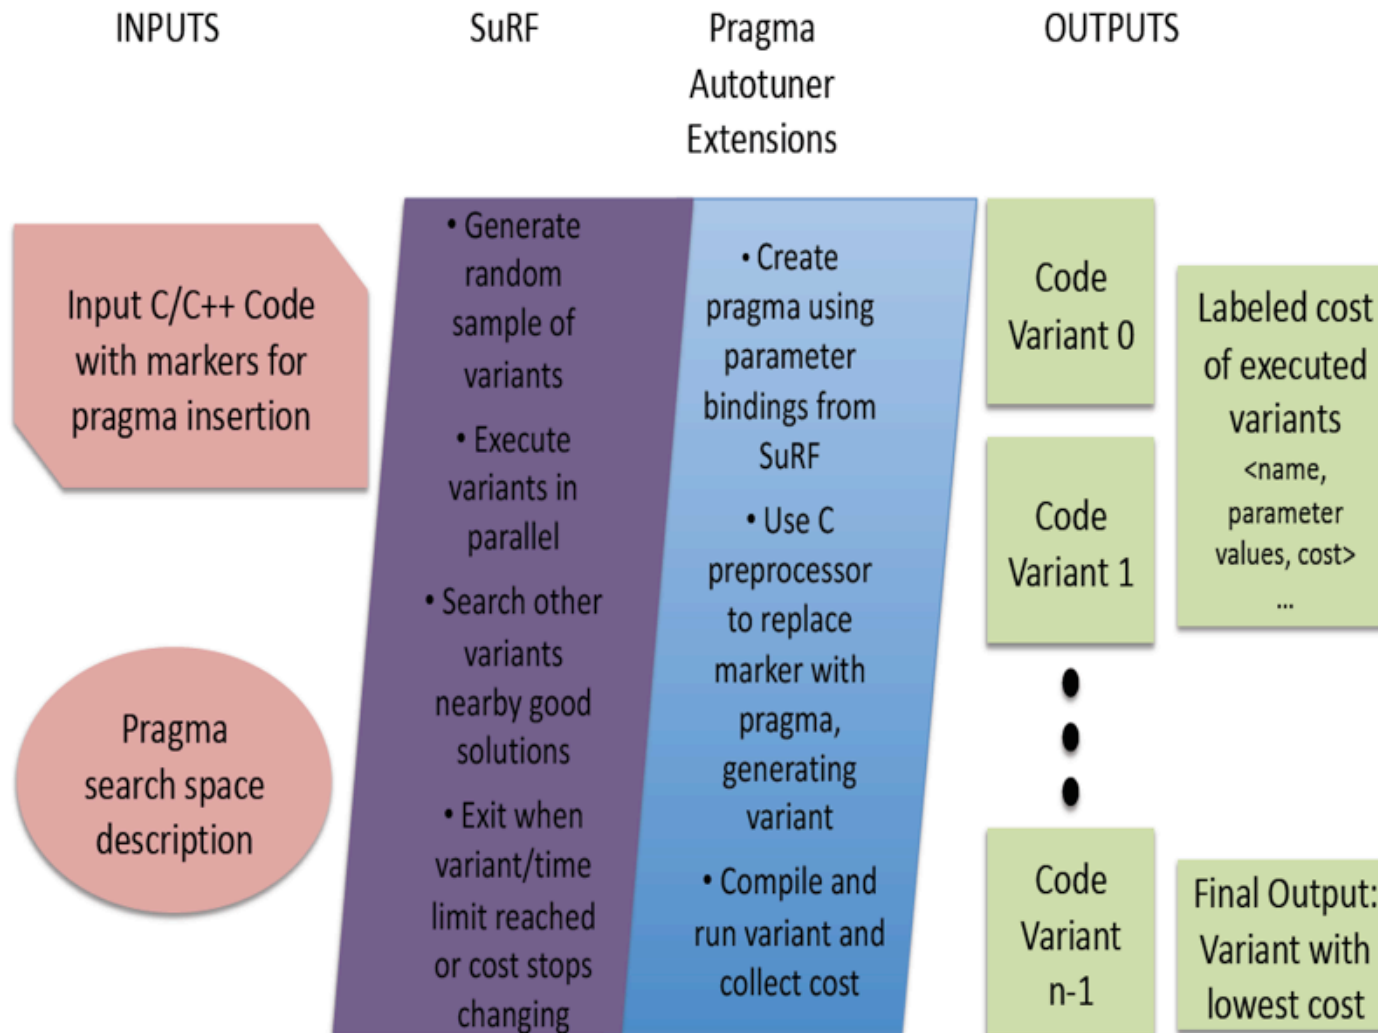 INPUTS
SuRF
Pragma
Autotuner
Extensions
OUTPUTS
Input C/C++ Code
with markers for
pragma insertion
Pragma
search space
description
• Generate
random
sample of
variants
• Execute
variants in
parallel
• Search other
variants
nearby good
solutions
• Exit when
variant/time
limit reached
or cost stops
changing
• Create
pragma using
parameter
bindings from
SuRF
• Use C
preprocessor
to replace
marker with
pragma,
generating
variant
• Compile and
run variant and
collect cost
Code
Variant 0
Code
Variant 1
Code
Variant
n-1
Labeled cost
of executed
variants
<name,
parameter
values, cost>
...
Final Output:
Variant with
lowest cost